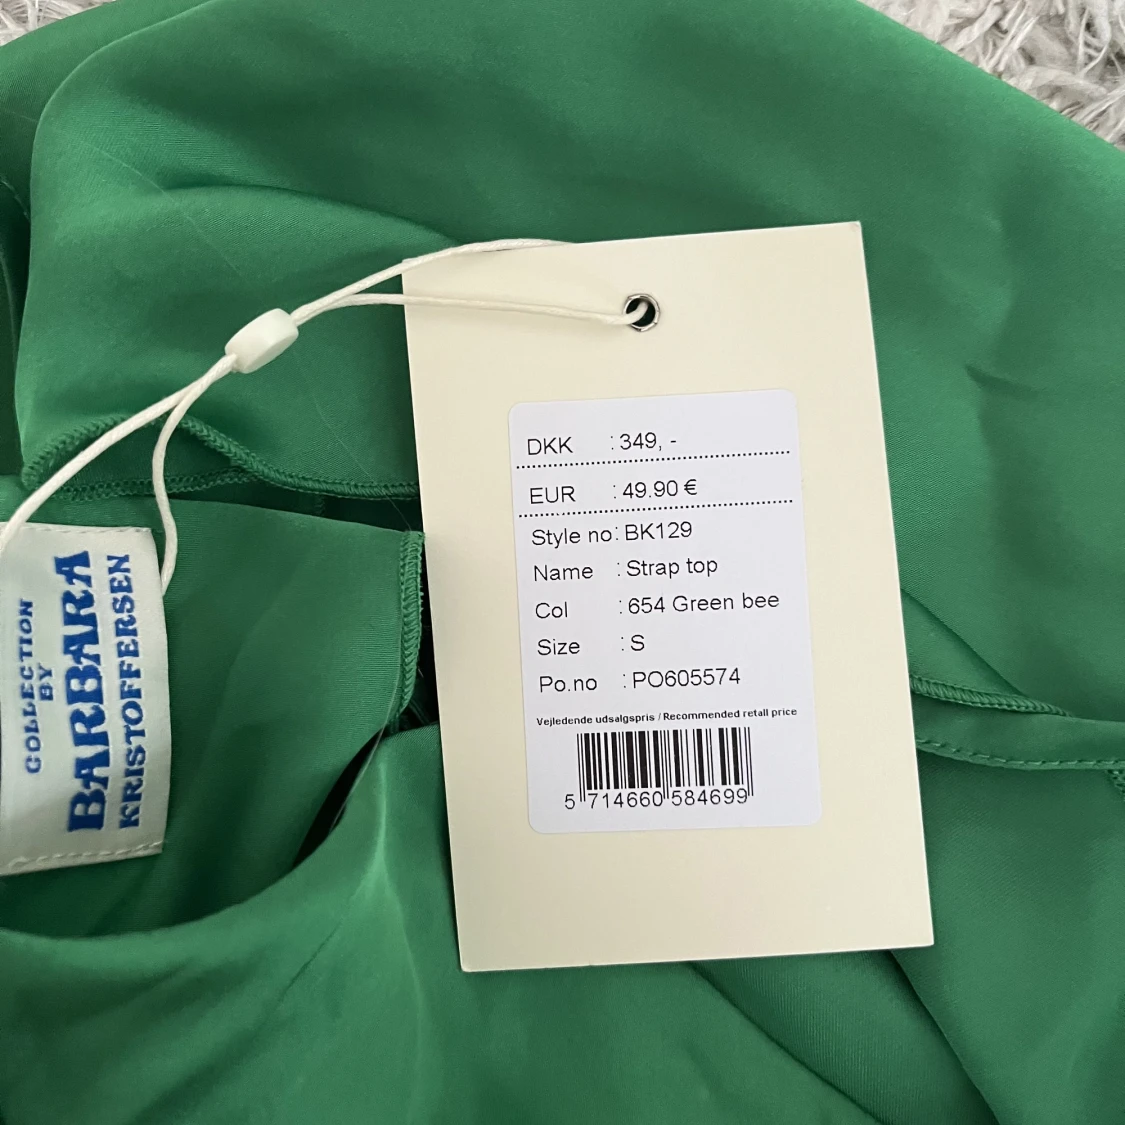 COLLECTION
BY
BARBARA
KRISTOFFERSEN
DKK : 349, -
EUR : 49.90 €
Style no: BK129
Name : Strap top
Col : 654 Green bee
Size : S
Po.no : PO605574
Vejledende udsalgspris / Recommended retail price
5 714660 584699